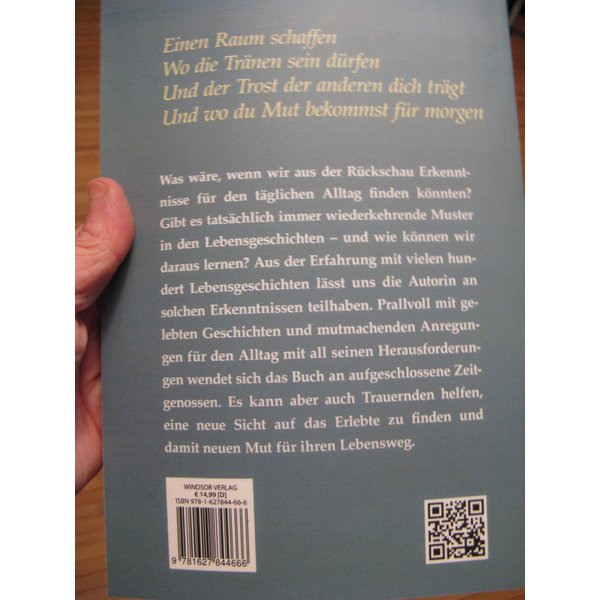 Einen Raum schaffen
Wo die Tränen sein dürfen
Und der Trost der anderen dich trägt
Und wo du Mut bekommst für morgen
Was wäre, wenn wir aus der Rückschau Erkennt-
nisse für den täglichen Alltag finden könnten?
Gibt es tatsächlich immer wiederkehrende Muster
in den Lebensgeschichten – und wie können wir
daraus lernen? Aus der Erfahrung mit vielen hun-
dert Lebensgeschichten lässt uns die Autorin an
solchen Erkenntnissen teilhaben. Prallvoll mit ge-
lebten Geschichten und mutmachenden Anregun-
gen für den Alltag mit all seinen Herausforderun-
gen wendet sich das Buch an aufgeschlossene Zeit-
genossen. Es kann aber auch Trauernden helfen,
eine neue Sicht auf das Erlebte zu finden und
damit neuen Mut für ihren Lebensweg.
WINDSOR VERLAG
€ 14,99 [D]
ISBN 978-1-627844-66-6
9 781627 844666